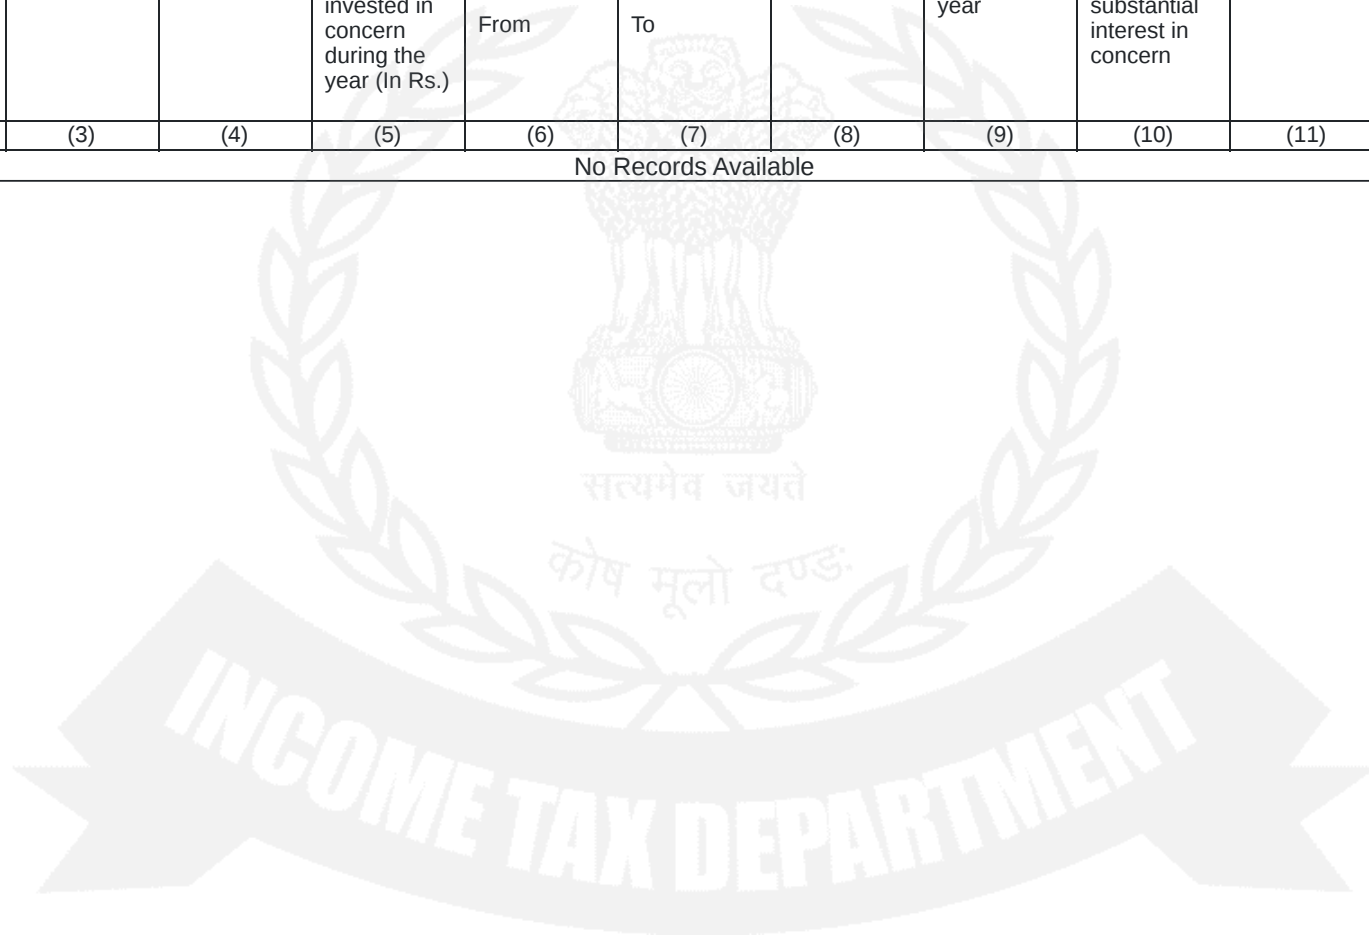 invested in
concern
during the
year (In Rs.)
From
To
year
substantial
interest in
concern
(3) (4) (5) (6) (7) (8) (9) (10) (11)
No Records Available
सत्यमेव जयते
कोष मूलो दण्डः
INCOME TAX DEPARTMENT